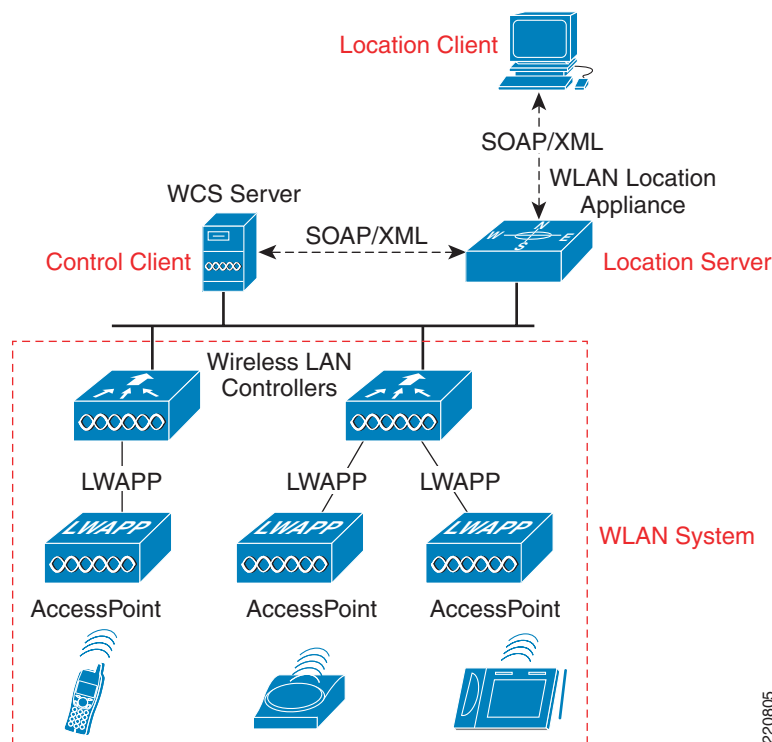 Location Client
SOAP/XML
WLAN Location
Appliance
WCS Server
SOAP/XML
N
W
E
S
Control Client
Location Server
Wireless LAN
Controllers
LWAPP
LWAPP
LWAPP
LWAPP
LWAPP
LWAPP
WLAN System
AccessPoint
AccessPoint
AccessPoint
220805